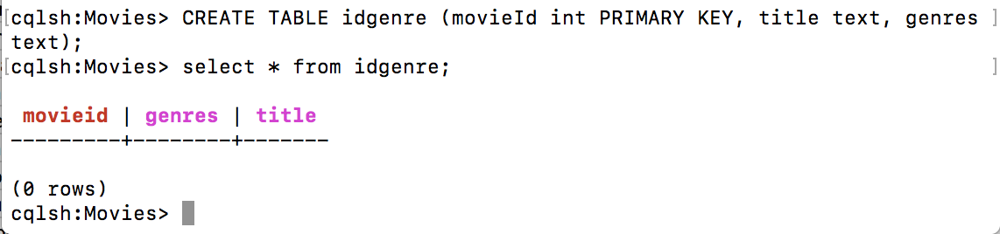 [cqlsh:Movies> CREATE TABLE idgenre (movieId int PRIMARY KEY, title text, genres ]
text);
[cqlsh:Movies> select * from idgenre; ]
movieid | genres | title
---------+--------+-------
(0 rows)
cqlsh:Movies>